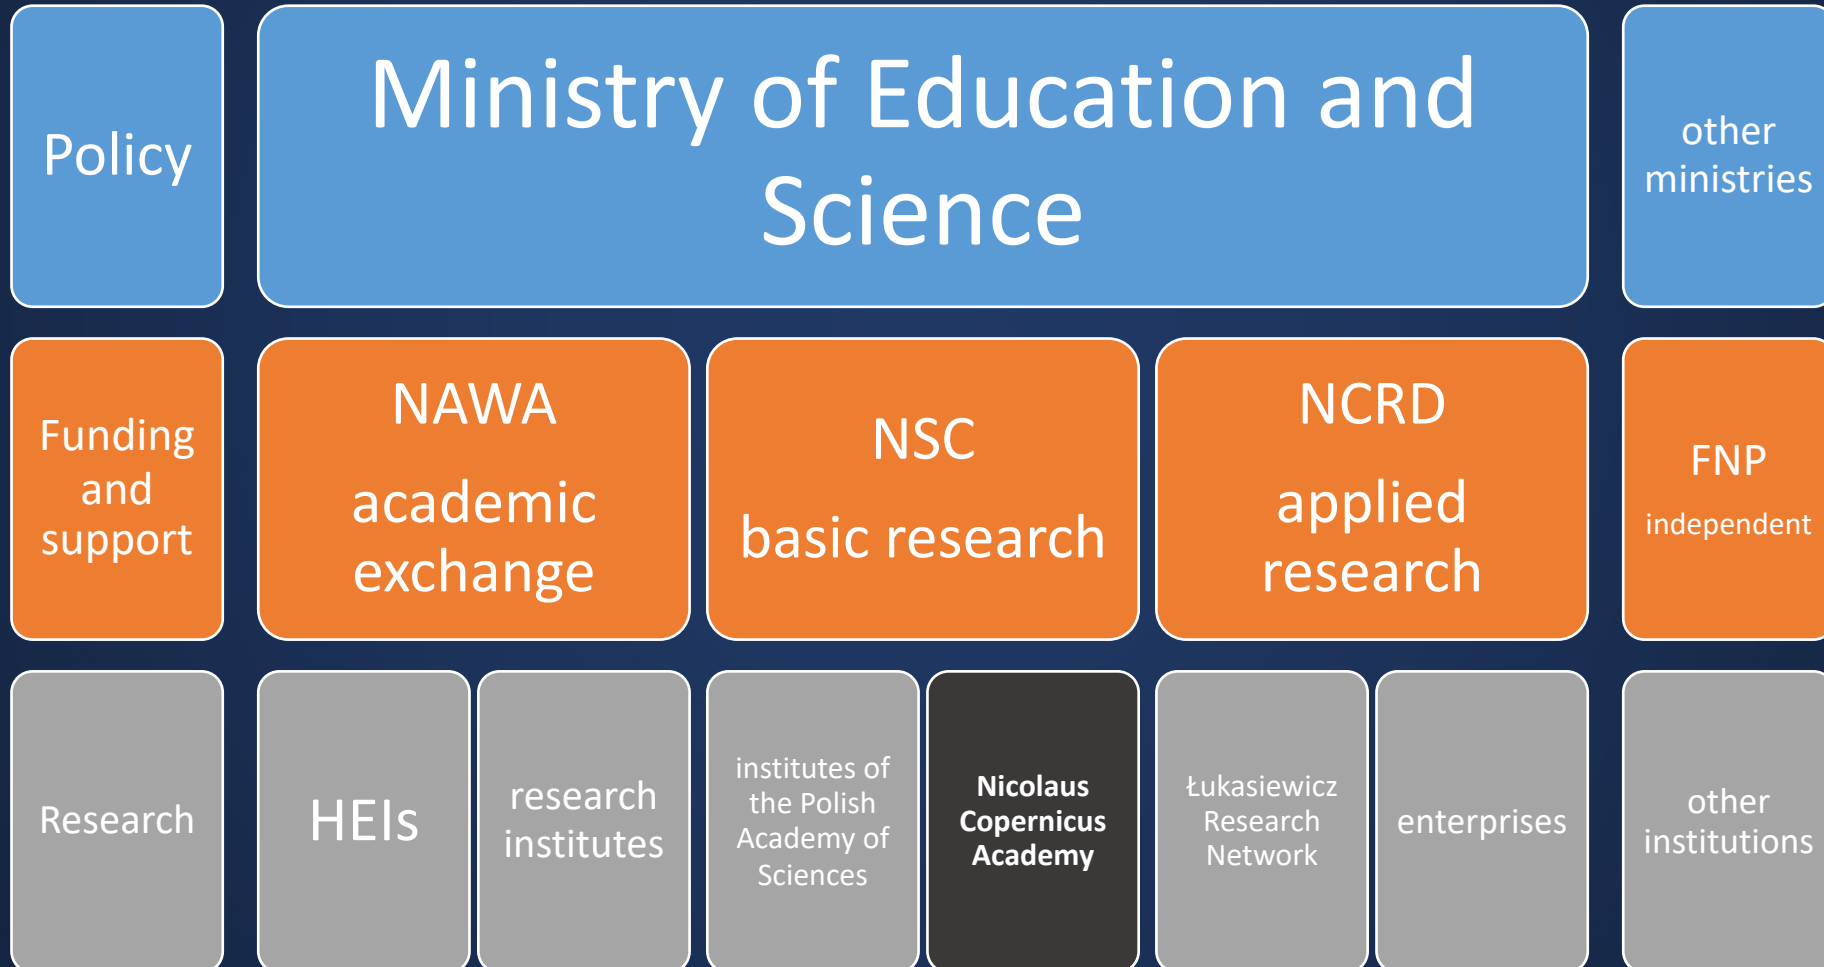 Policy
Ministry of Education and
Science
other
ministries
Funding
and
support
NAWA
academic
exchange
NSC
basic research
NCRD
applied
research
FNP
independent
Research
HEIs
research
institutes
institutes of
the Polish
Academy of
Sciences
Nicolaus
Copernicus
Academy
Łukasiewicz
Research
Network
enterprises
other
institutions